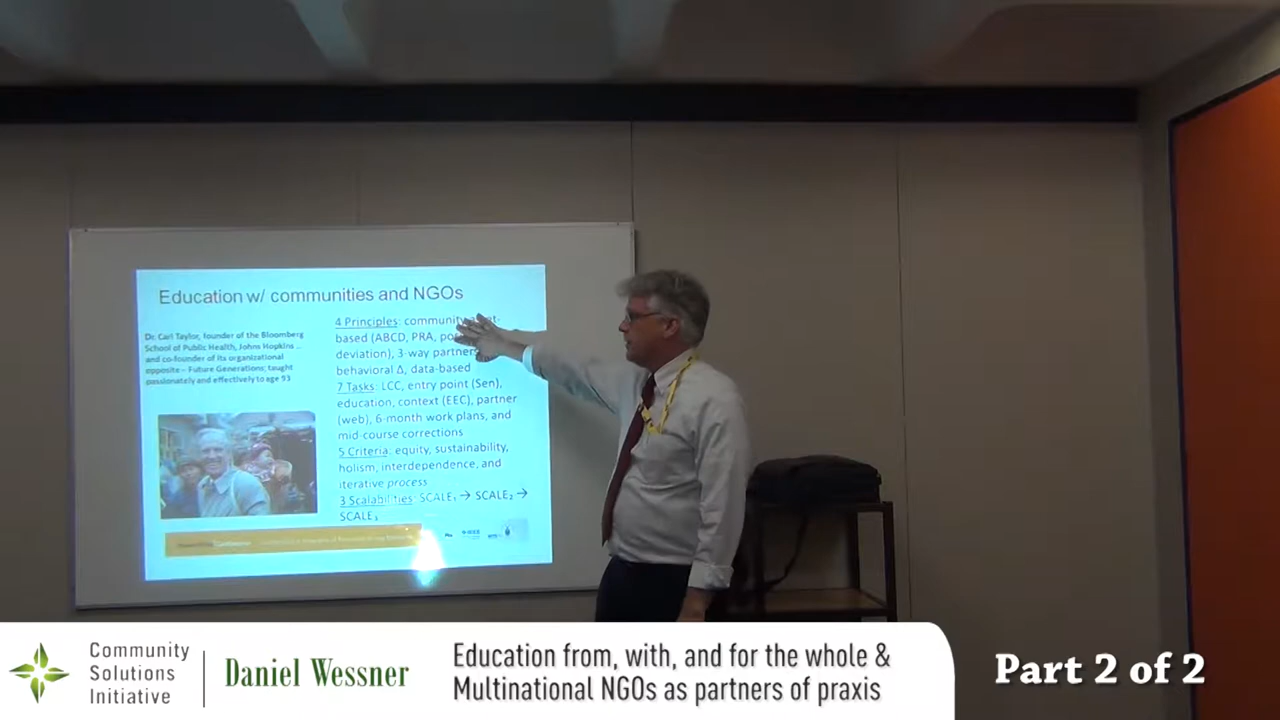 Education w/ communities and NGOs
Dr. Carl Taylor, founder of the Bloomberg
School of Public Health, Johns Hopkins ...
and co-founder of its organizational
opposite – Future Generations; taught
passionately and effectively to age 93
4 Principles: community
based (ABCD, PRA,
deviation), 3-way
behavioral Δ, data-based
7 Tasks: LCC, entry point (Sen),
education, context (EEC), partner
(web), 6-month work plans, and
mid-course corrections
5 Criteria: equity, sustainability,
holism, interdependence, and
iterative process
3 Scalabilities: SCALE₁ → SCALE₂ →
SCALE₃
Community
Solutions
Initiative
Daniel Wessner
Education from, with, and for the whole &
Multinational NGOs as partners of praxis
Part 2 of 2